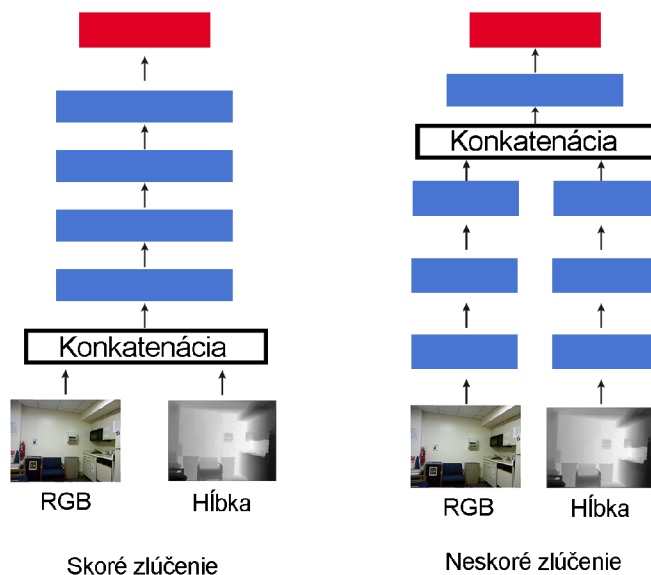 Konkatenácia
RGB
Hĺbka
Skoré zlúčenie
Konkatenácia
RGB
Hĺbka
Neskoré zlúčenie